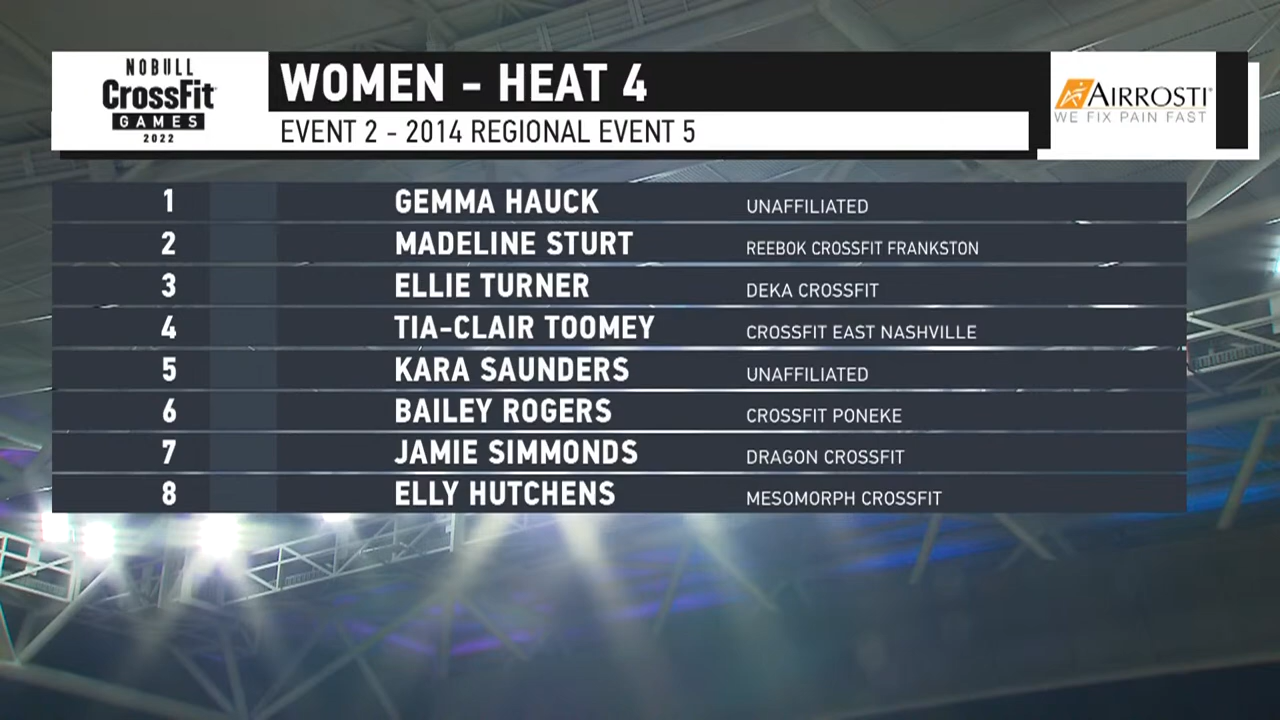 NOBULL
CrossFit
GAMES
2022
WOMEN - HEAT 4
EVENT 2 - 2014 REGIONAL EVENT 5
AIRROSTI
WE FIX PAIN FAST
1 GEMMA HAUCK UNAFFILIATED
2 MADELINE STURT REEBOK CROSSFIT FRANKSTON
3 ELLIE TURNER DEKA CROSSFIT
4 TIA-CLAIR TOOMEY CROSSFIT EAST NASHVILLE
5 KARA SAUNDERS UNAFFILIATED
6 BAILEY ROGERS CROSSFIT PONEKE
7 JAMIE SIMMONDS DRAGON CROSSFIT
8 ELLY HUTCHENS MESOMORPH CROSSFIT